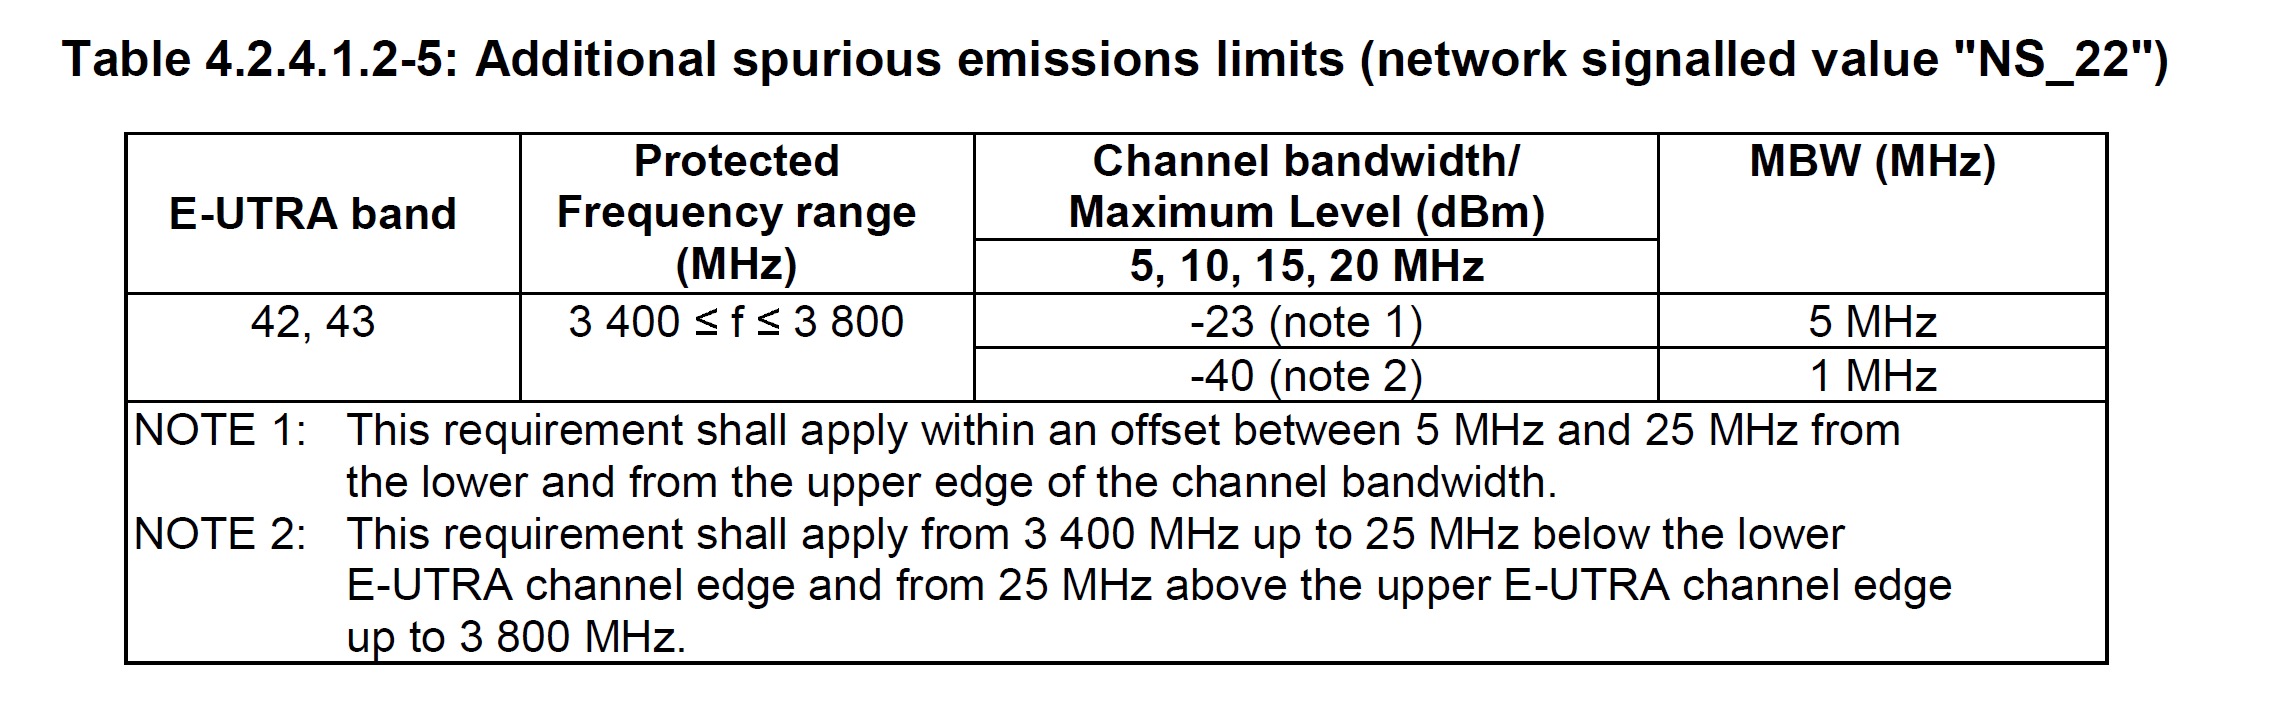 Table 4.2.4.1.2-5: Additional spurious emissions limits (network signalled value "NS_22")
E-UTRA band
Protected
Frequency range
(MHz)
Channel bandwidth/
Maximum Level (dBm)
5, 10, 15, 20 MHz
MBW (MHz)
42, 43
3 400 ≤ f ≤ 3 800
-23 (note 1)
5 MHz
-40 (note 2)
1 MHz
NOTE 1: This requirement shall apply within an offset between 5 MHz and 25 MHz from
the lower and from the upper edge of the channel bandwidth.
NOTE 2: This requirement shall apply from 3 400 MHz up to 25 MHz below the lower
E-UTRA channel edge and from 25 MHz above the upper E-UTRA channel edge
up to 3 800 MHz.